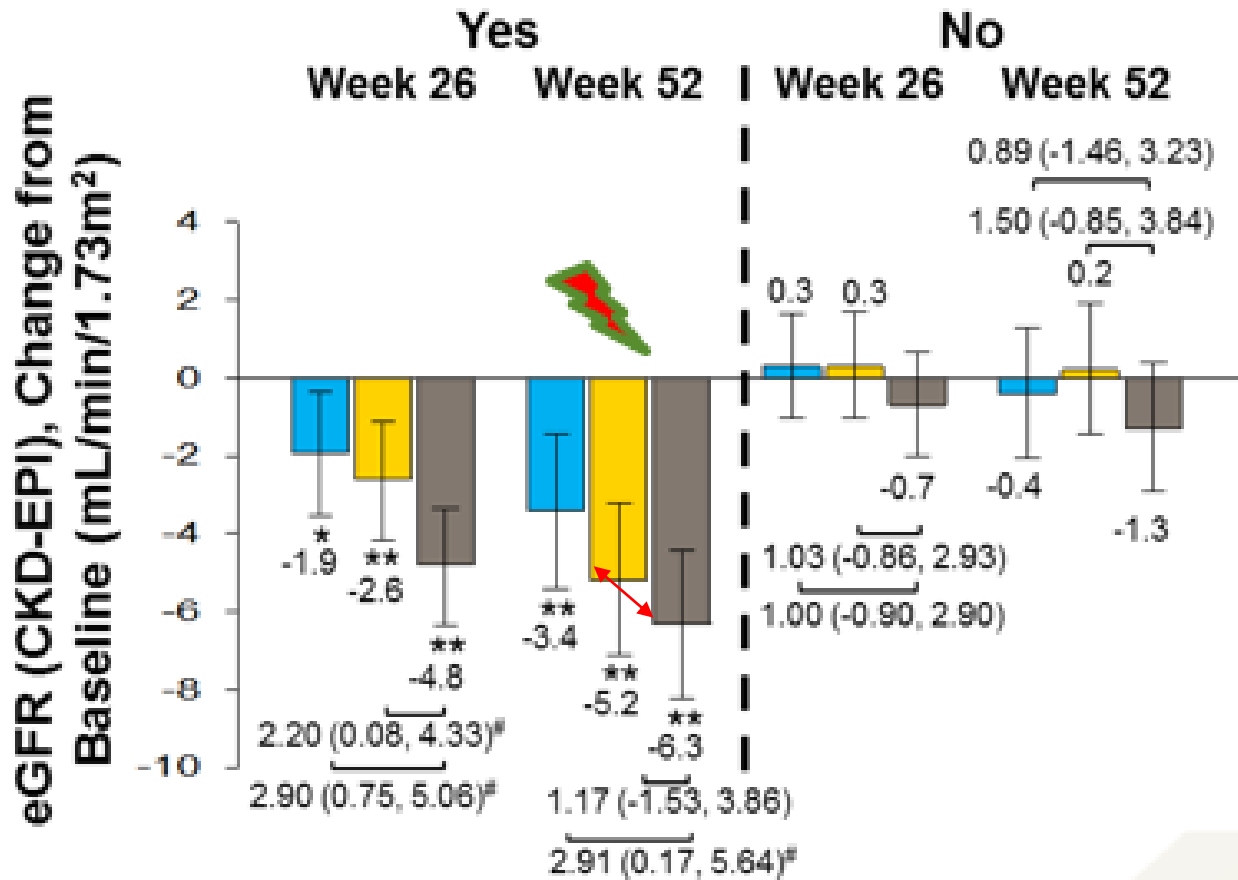 Yes
No
Week 26
Week 52
Week 26
Week 52
eGFR (CKD-EPI), Change from
Baseline (mL/min/1.73m²)
4
2
0
-2
-4
-6
-8
-10
*
-1.9
**
-2.6
**
-4.8
2.20 (0.08, 4.33)#
2.90 (0.75, 5.06)#
**
-3.4
**
-5.2
**
-6.3
1.17 (-1.53, 3.86)
2.91 (0.17, 5.64)#
0.3
0.3
-0.7
1.03 (-0.86, 2.93)
1.00 (-0.90, 2.90)
0.89 (-1.46, 3.23)
1.50 (-0.85, 3.84)
0.2
-0.4
-1.3